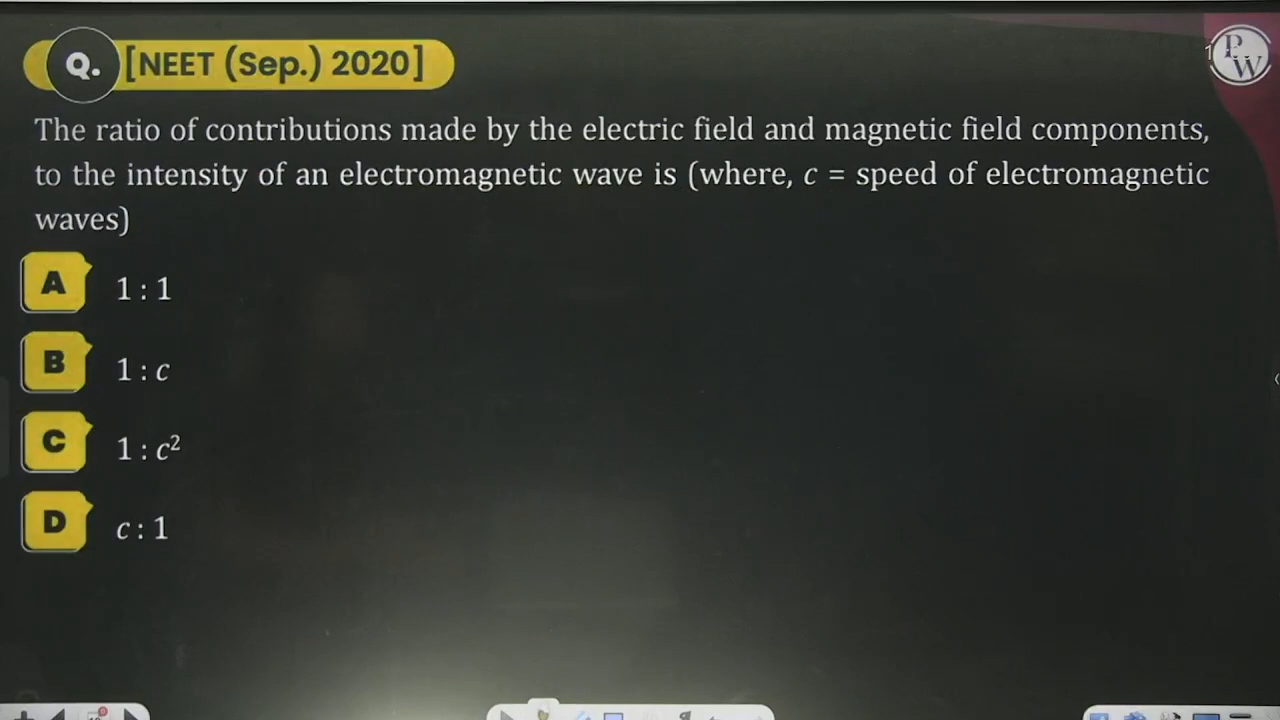 Q. [NEET (Sep.) 2020]
PW
The ratio of contributions made by the electric field and magnetic field components,
to the intensity of an electromagnetic wave is (where, c = speed of electromagnetic
waves)
A 1 : 1
B 1 : c
C 1 : c²
D c : 1